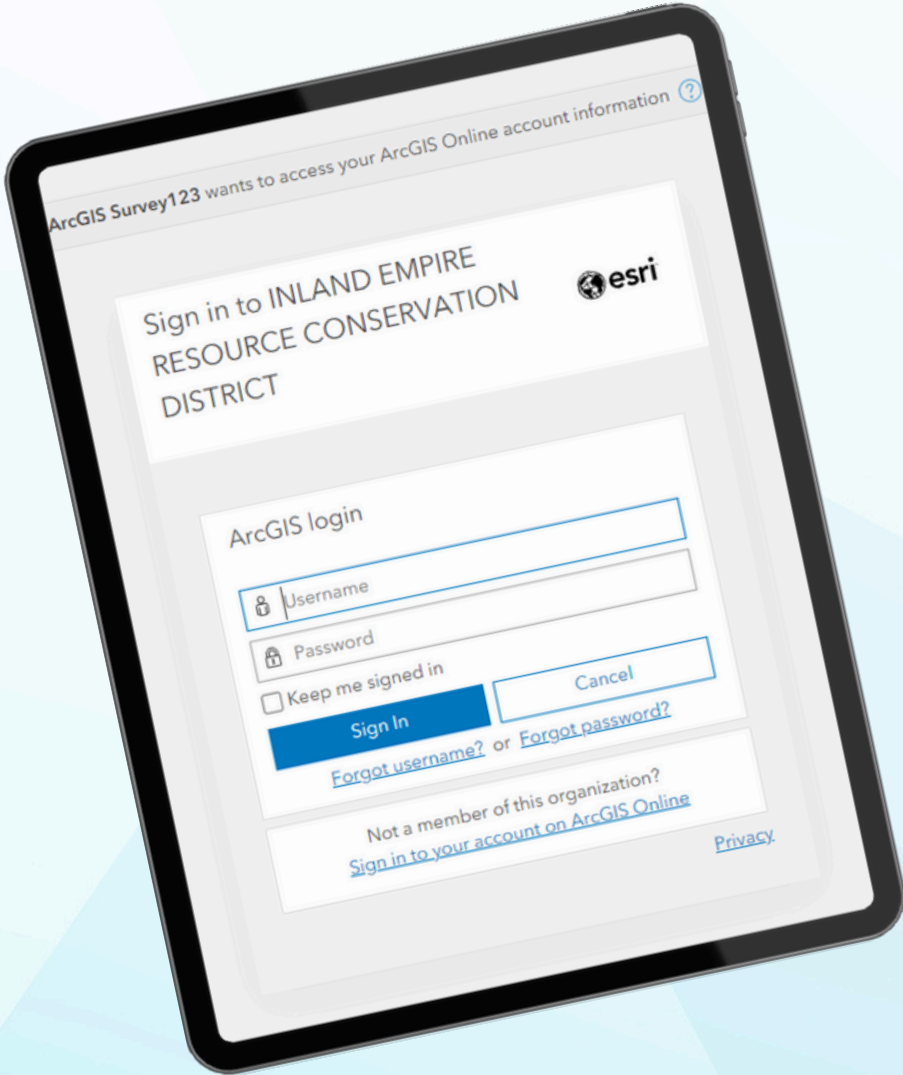 ArcGIS Survey123 wants to access your ArcGIS Online account information ?
Sign in to INLAND EMPIRE
RESOURCE CONSERVATION
DISTRICT
esri
ArcGIS login
Username
Password
Keep me signed in
Sign In
Cancel
Forgot username? or Forgot password?
Not a member of this organization?
Sign in to your account on ArcGIS Online
Privacy